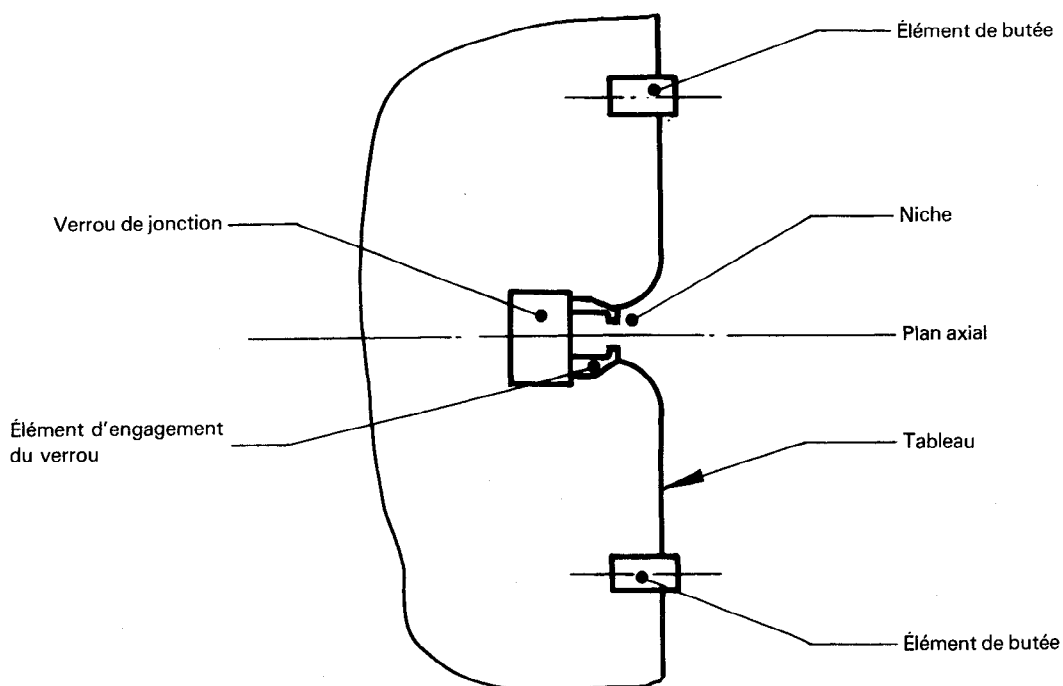 Élément de butée
Verrou de jonction
Niche
Plan axial
Élément d'engagement
du verrou
Tableau
Élément de butée